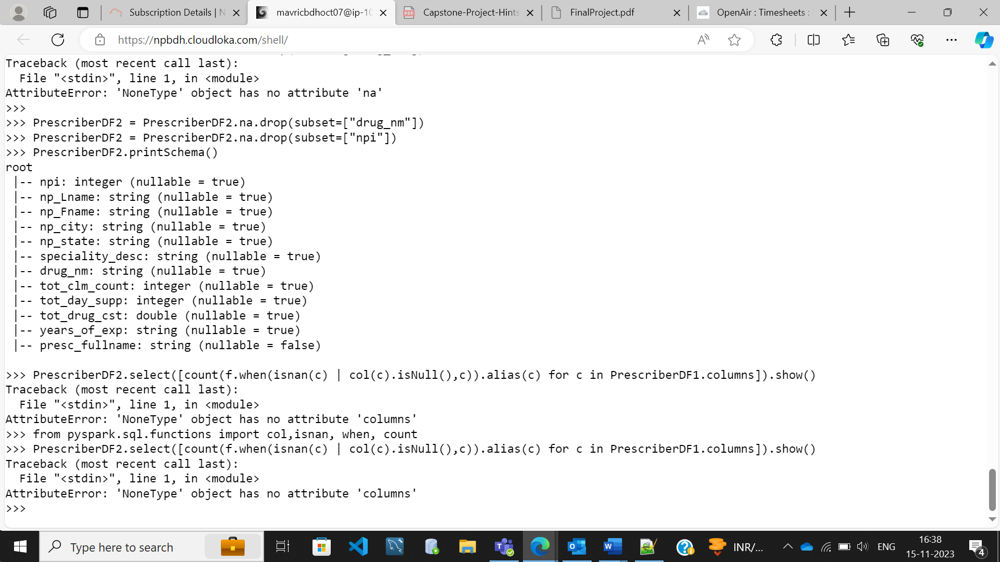 Subscription Details | N
mavricbdhoct07@ip-10
Capstone-Project-Hints
FinalProject.pdf
OpenAir : Timesheets :
https://npbdh.cloudloka.com/shell/
Traceback (most recent call last):
  File "<stdin>", line 1, in <module>
AttributeError: 'NoneType' object has no attribute 'na'
>>>
>>> PrescriberDF2 = PrescriberDF2.na.drop(subset=["drug_nm"])
>>> PrescriberDF2 = PrescriberDF2.na.drop(subset=["npi"])
>>> PrescriberDF2.printSchema()
root
 |-- npi: integer (nullable = true)
 |-- np_Lname: string (nullable = true)
 |-- np_Fname: string (nullable = true)
 |-- np_city: string (nullable = true)
 |-- np_state: string (nullable = true)
 |-- speciality_desc: string (nullable = true)
 |-- drug_nm: string (nullable = true)
 |-- tot_clm_count: integer (nullable = true)
 |-- tot_day_supp: integer (nullable = true)
 |-- tot_drug_cst: double (nullable = true)
 |-- years_of_exp: string (nullable = true)
 |-- presc_fullname: string (nullable = false)
>>> PrescriberDF2.select([count(f.when(isnan(c) | col(c).isNull(),c)).alias(c) for c in PrescriberDF1.columns]).show()
Traceback (most recent call last):
  File "<stdin>", line 1, in <module>
AttributeError: 'NoneType' object has no attribute 'columns'
>>> from pyspark.sql.functions import col,isnan, when, count
>>> PrescriberDF2.select([count(f.when(isnan(c) | col(c).isNull(),c)).alias(c) for c in PrescriberDF1.columns]).show()
Traceback (most recent call last):
  File "<stdin>", line 1, in <module>
AttributeError: 'NoneType' object has no attribute 'columns'
>>>
Type here to search
INR/...
ENG
16:38
15-11-2023
4